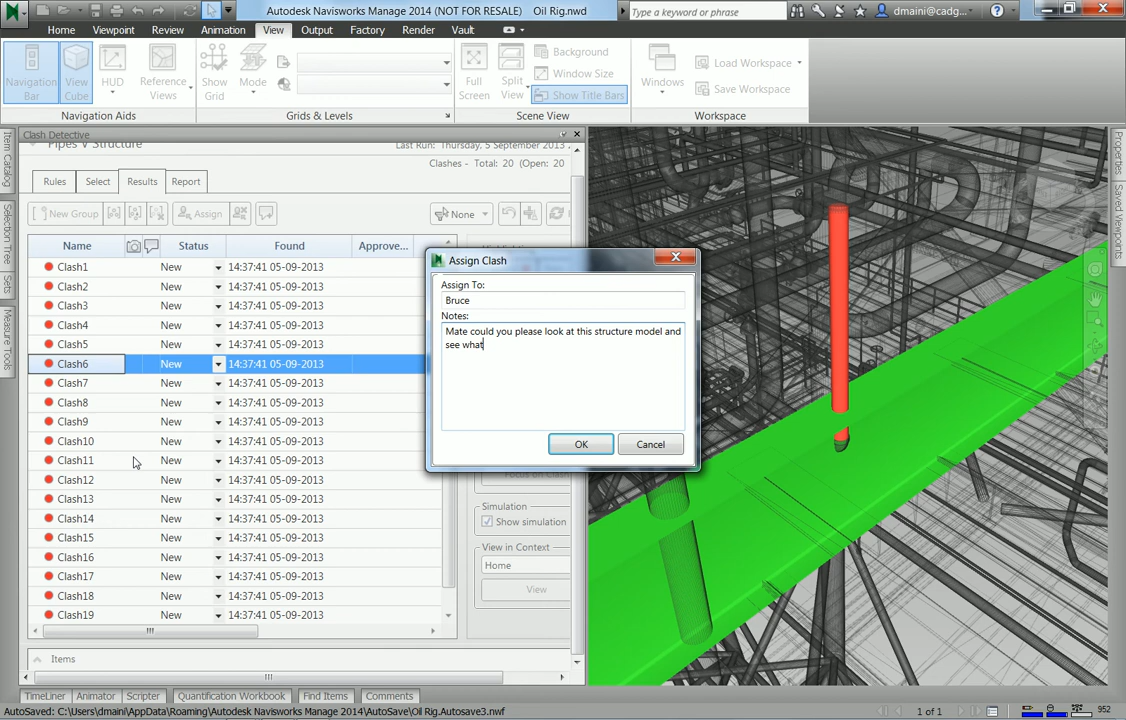 Autodesk Navisworks Manage 2014 (NOT FOR RESALE) Oil Rig.nwd
Type a keyword or phrase
dmaini@cadg...
Home Viewpoint Review Animation View Output Factory Render Vault
Navigation Bar
View Cube
HUD
Reference Views
Show Grid
Mode
Full Screen
Split View
Background
Window Size
Show Title Bars
Windows
Load Workspace
Save Workspace
Navigation Aids
Grids & Levels
Scene View
Workspace
Clash Detective
Pipes V Structure
Last Run: Thursday, 5 September 2013
Clashes - Total: 20 (Open: 20
Rules Select Results Report
New Group
Assign
None
Name Status Found Approve...
Clash1 New 14:37:41 05-09-2013
Clash2 New 14:37:41 05-09-2013
Clash3 New 14:37:41 05-09-2013
Clash4 New 14:37:41 05-09-2013
Clash5 New 14:37:41 05-09-2013
Clash6 New 14:37:41 05-09-2013
Clash7 New 14:37:41 05-09-2013
Clash8 New 14:37:41 05-09-2013
Clash9 New 14:37:41 05-09-2013
Clash10 New 14:37:41 05-09-2013
Clash11 New 14:37:41 05-09-2013
Clash12 New 14:37:41 05-09-2013
Clash13 New 14:37:41 05-09-2013
Clash14 New 14:37:41 05-09-2013
Clash15 New 14:37:41 05-09-2013
Clash16 New 14:37:41 05-09-2013
Clash17 New 14:37:41 05-09-2013
Clash18 New 14:37:41 05-09-2013
Clash19 New 14:37:41 05-09-2013
Items
Assign Clash
Assign To:
Bruce
Notes:
Mate could you please look at this structure model and
see what
OK Cancel
Simulation
Show simulation
View in Context
Home
View
Item Catalog
Selection Tree
Sets
Measure Tools
Properties
Saved Viewpoints
TimeLiner Animator Scripter Quantification Workbook Find Items Comments
AutoSaved: C:\Users\dmaini\AppData\Roaming\Autodesk Navisworks Manage 2014\AutoSave\Oil Rig.Autosave3.nwf
1 of 1
952